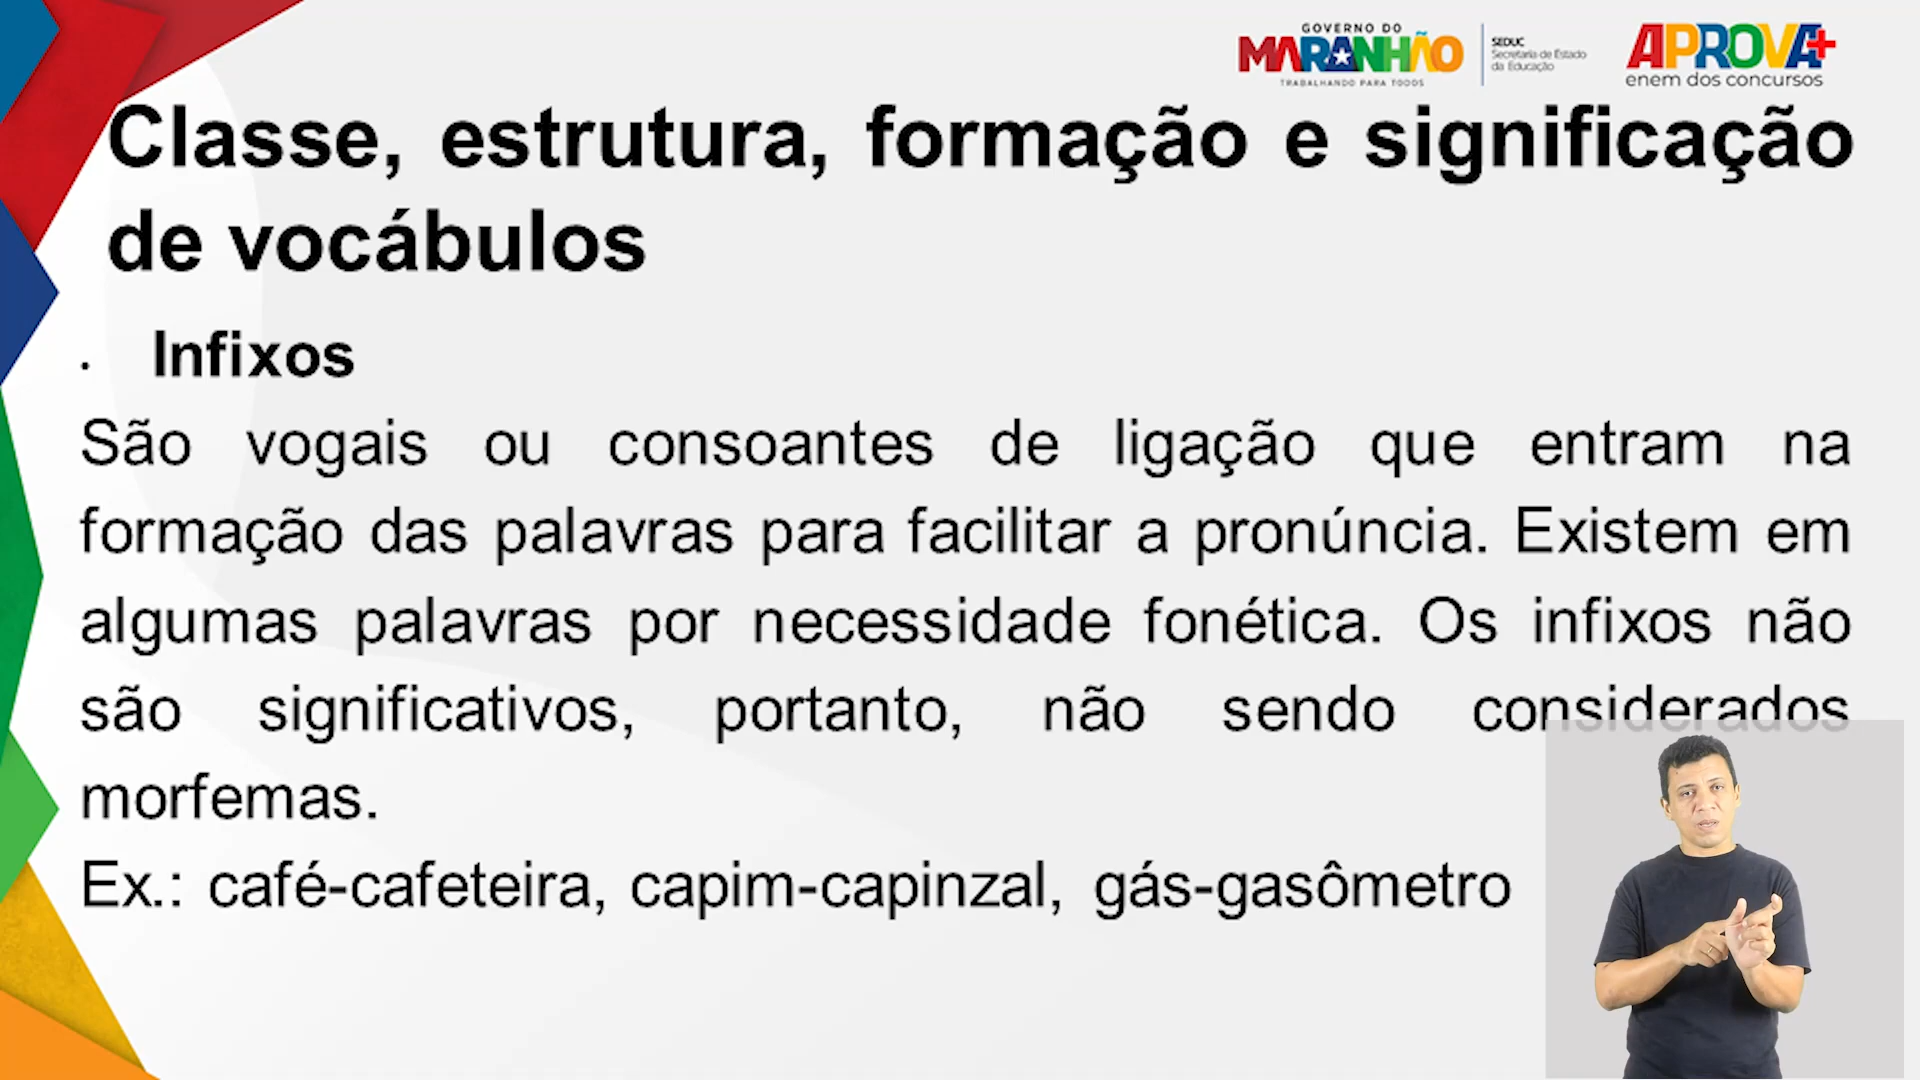 GOVERNO DO
MARANHÃO
TRABALHANDO PARA TODOS
SEDUC
Secretaria de Estado
da Educação
APROVA+
enem dos concursos
Classe, estrutura, formação e significação
de vocábulos
• Infixos
São vogais ou consoantes de ligação que entram na
formação das palavras para facilitar a pronúncia. Existem em
algumas palavras por necessidade fonética. Os infixos não
são significativos, portanto, não sendo considerados
morfemas.
Ex.: café-cafeteira, capim-capinzal, gás-gasômetro